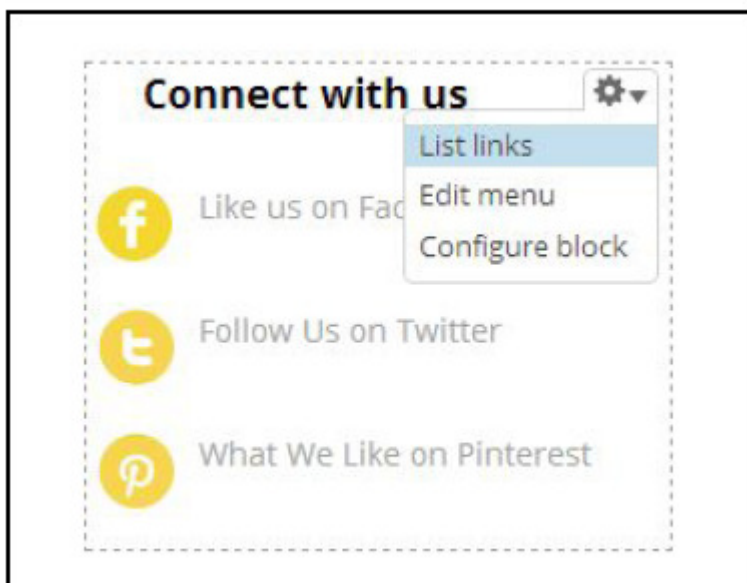 Connect with us
List links
Like us on Fac
Edit menu
Configure block
Follow Us on Twitter
What We Like on Pinterest